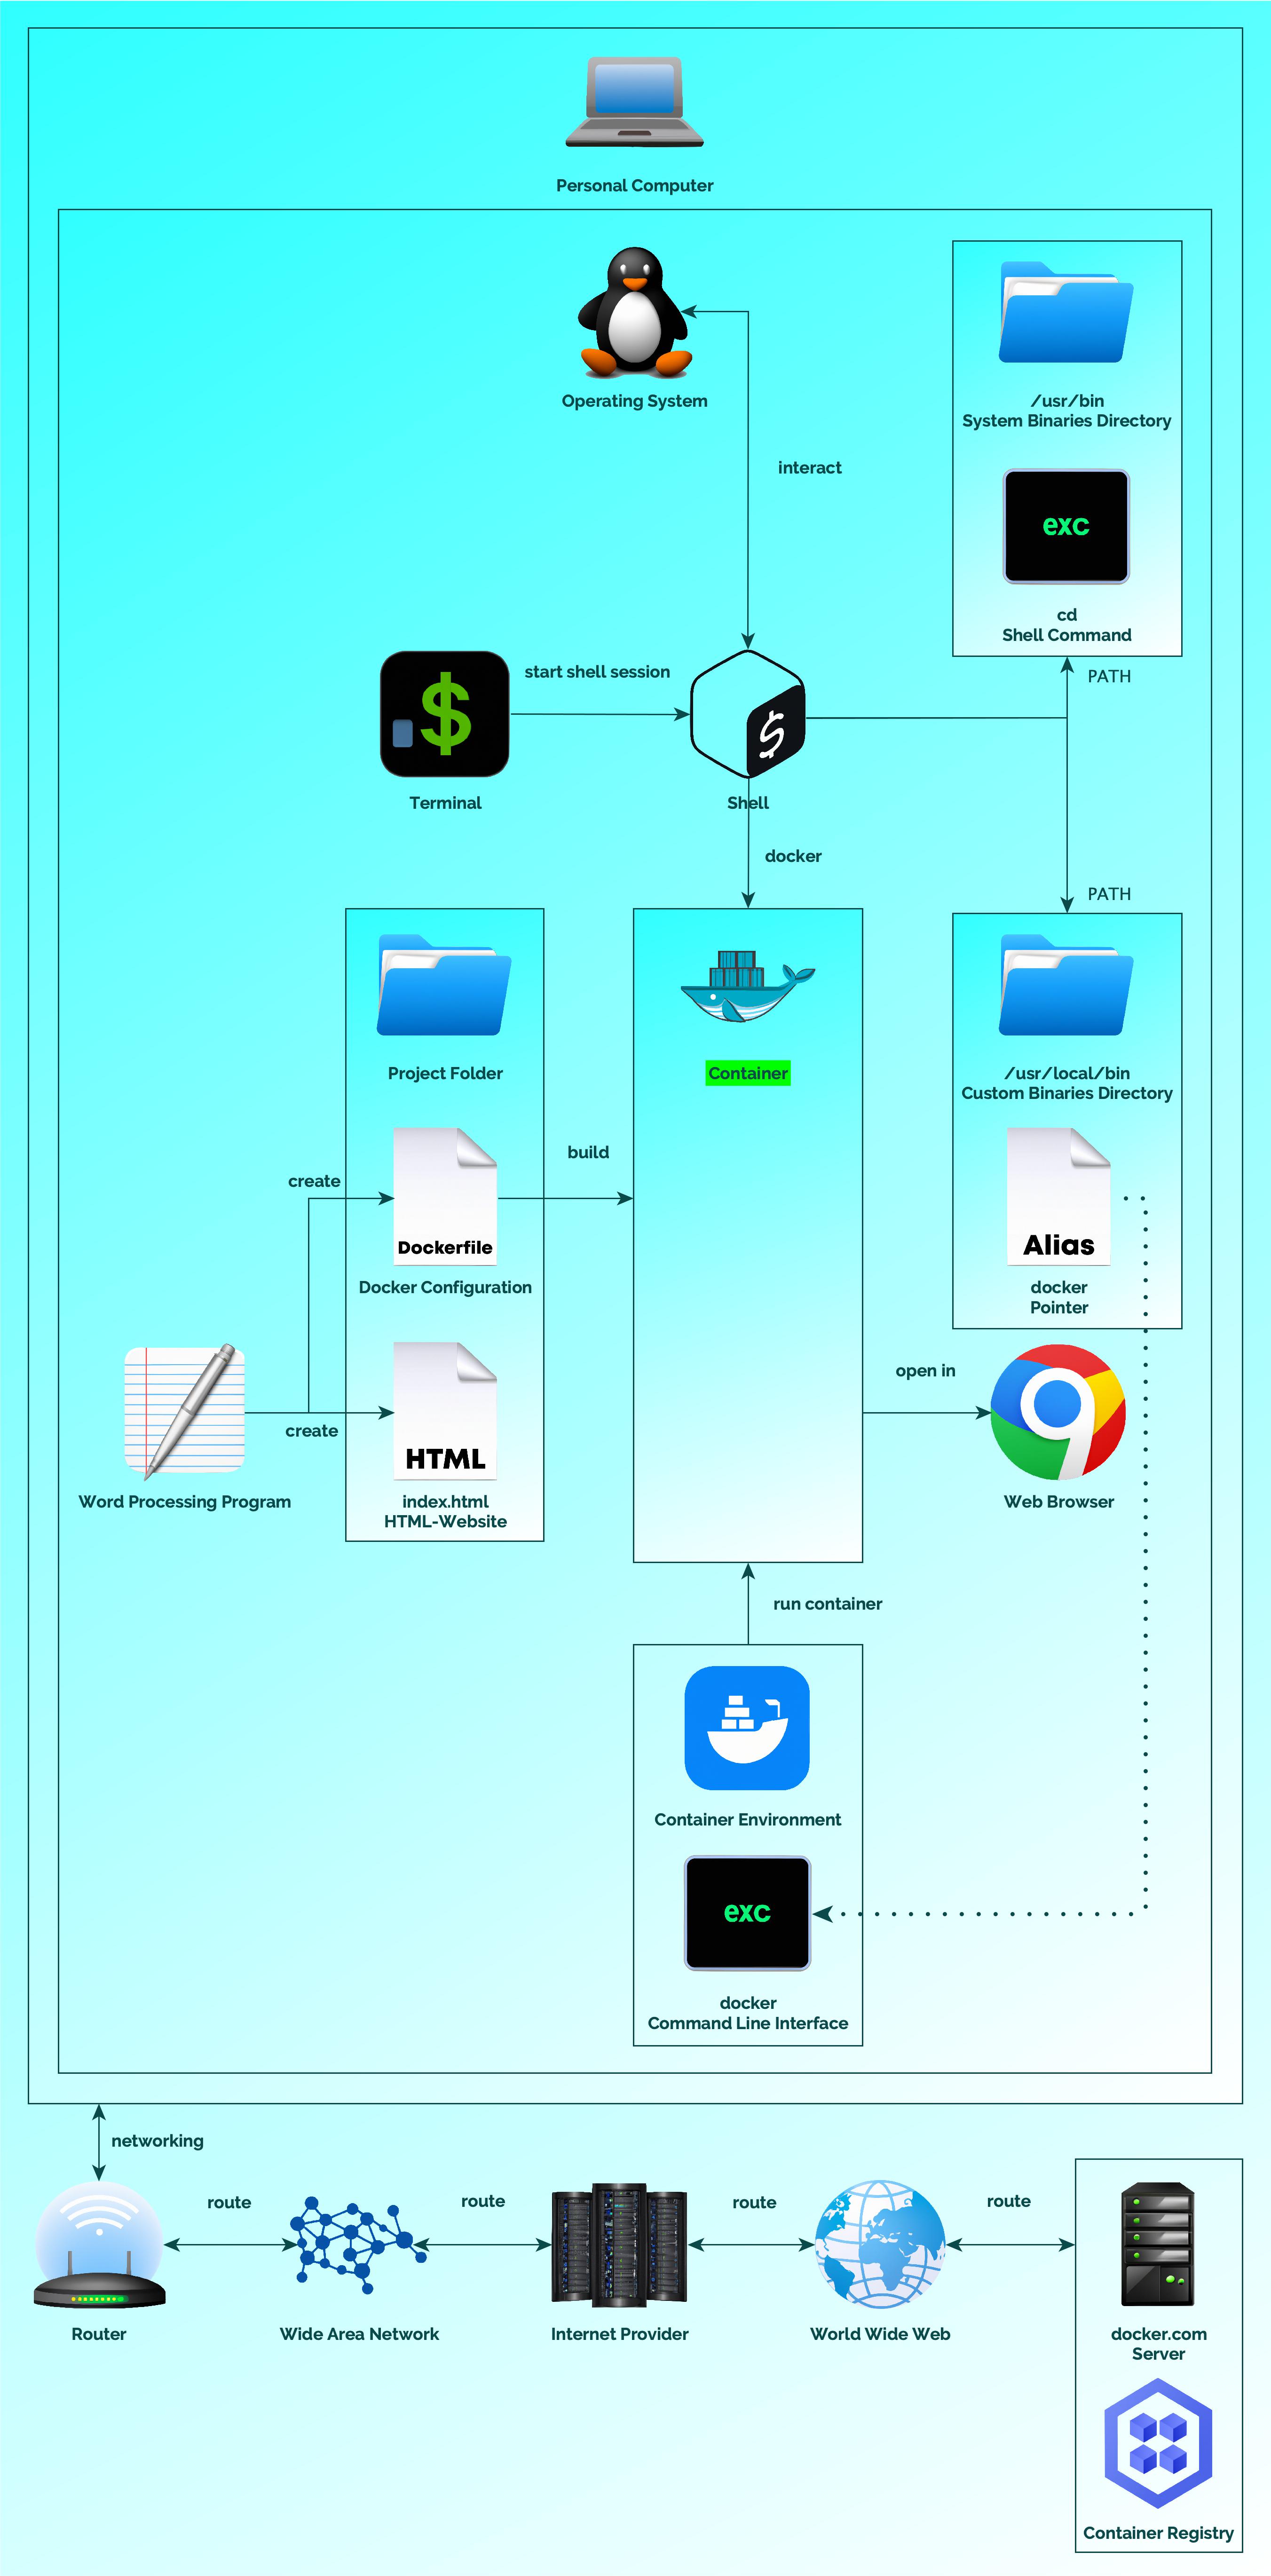 Personal Computer
Operating System
/usr/bin
System Binaries Directory
interact
exc
cd
Shell Command
start shell session
PATH
$
$
Terminal
Shell
docker
PATH
Project Folder
Container
/usr/local/bin
Custom Binaries Directory
build
create
Dockerfile
Alias
Docker Configuration
docker
Pointer
open in
create
HTML
Word Processing Program
index.html
HTML-Website
Web Browser
run container
Container Environment
exc
docker
Command Line Interface
networking
route
route
route
route
Router
Wide Area Network
Internet Provider
World Wide Web
docker.com
Server
Container Registry